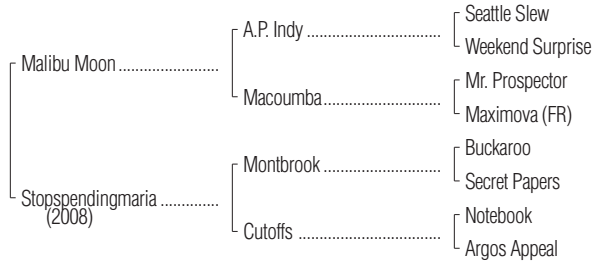 Seattle Slew
A.P. Indy ..............................
Weekend Surprise
Malibu Moon ......................
Mr. Prospector
Macoumba..........................
Maximova (FR)
Buckaroo
Montbrook..........................
Secret Papers
Stopspendingmaria .............
(2008)
Notebook
Cutoffs ................................
Argos Appeal